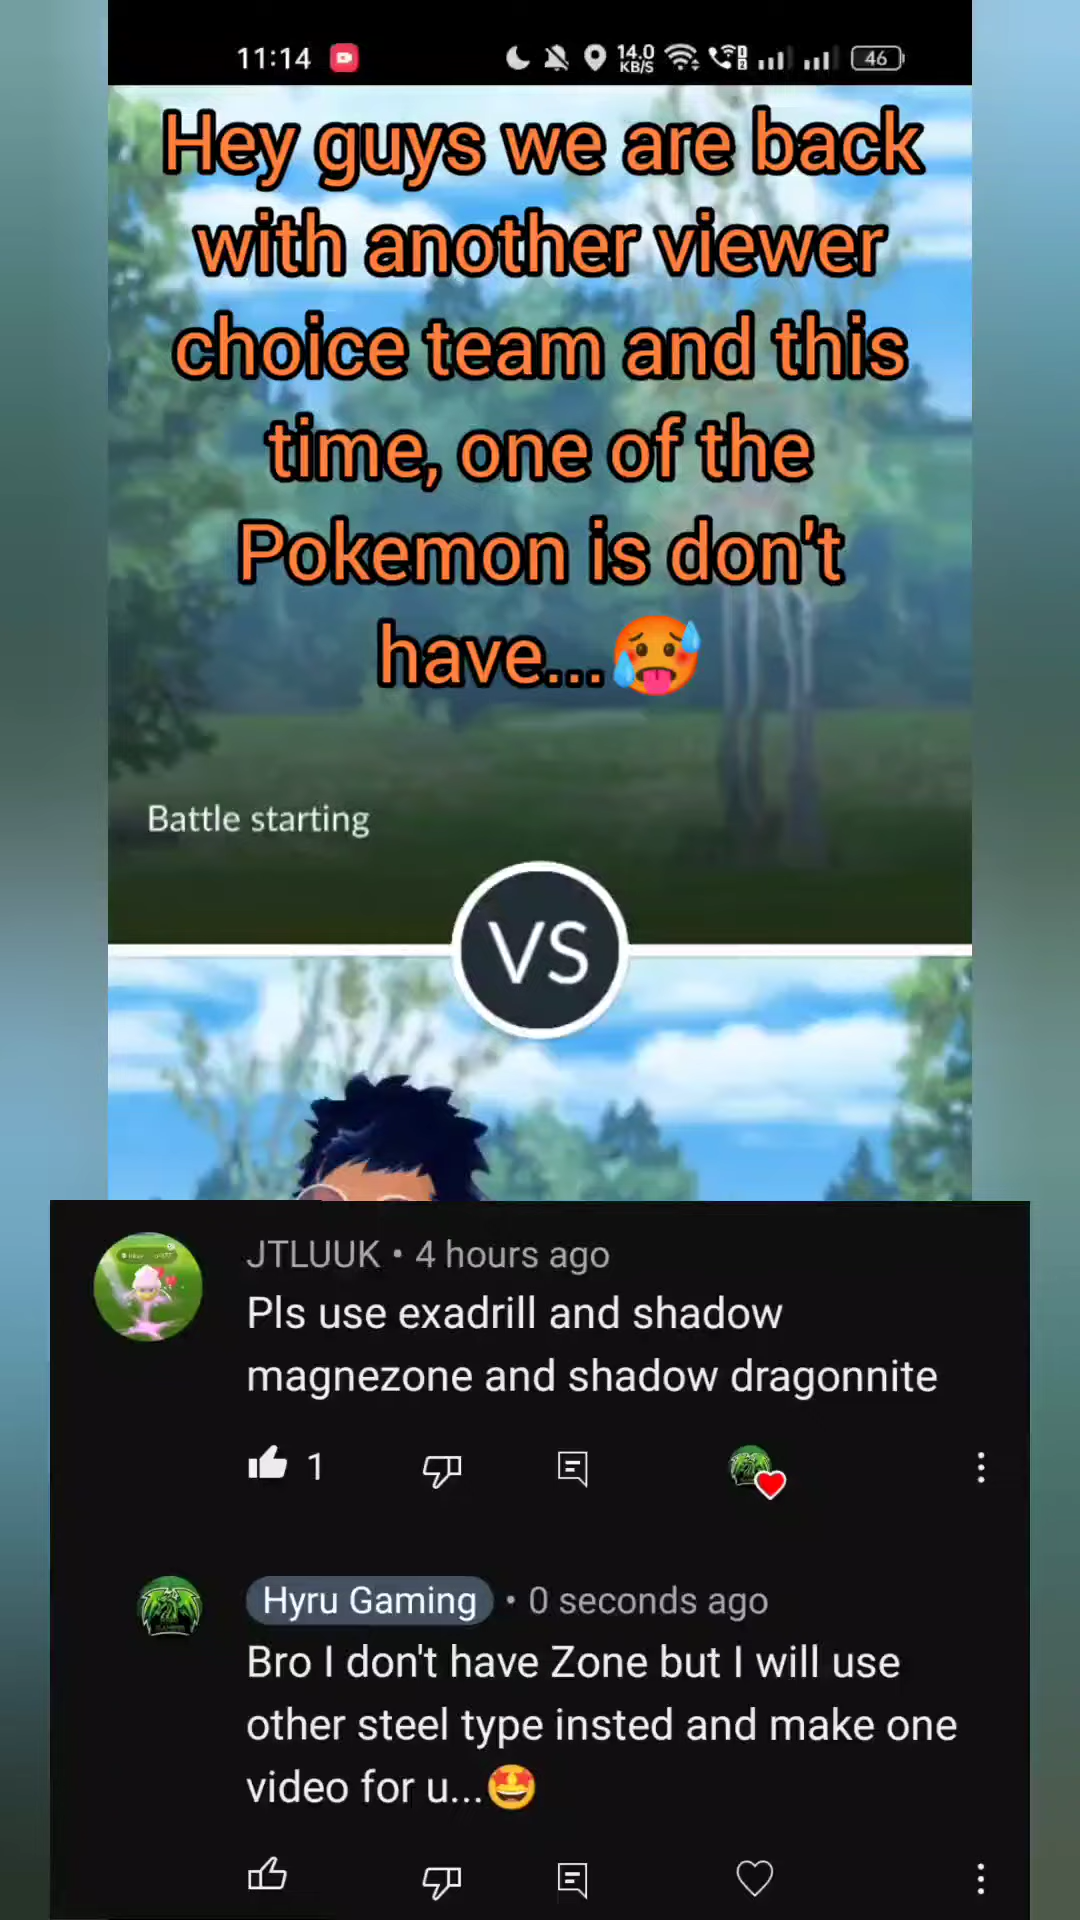 11:14
14.0
KB/S
46
Hey guys we are back
with another viewer
choice team and this
time, one of the
Pokemon is don't
have...🥵
Battle starting
VS
JTLUUK • 4 hours ago
Pls use exadrill and shadow
magnezone and shadow dragonnite
1
Hyru Gaming • 0 seconds ago
Bro I don't have Zone but I will use
other steel type insted and make one
video for u...🤩